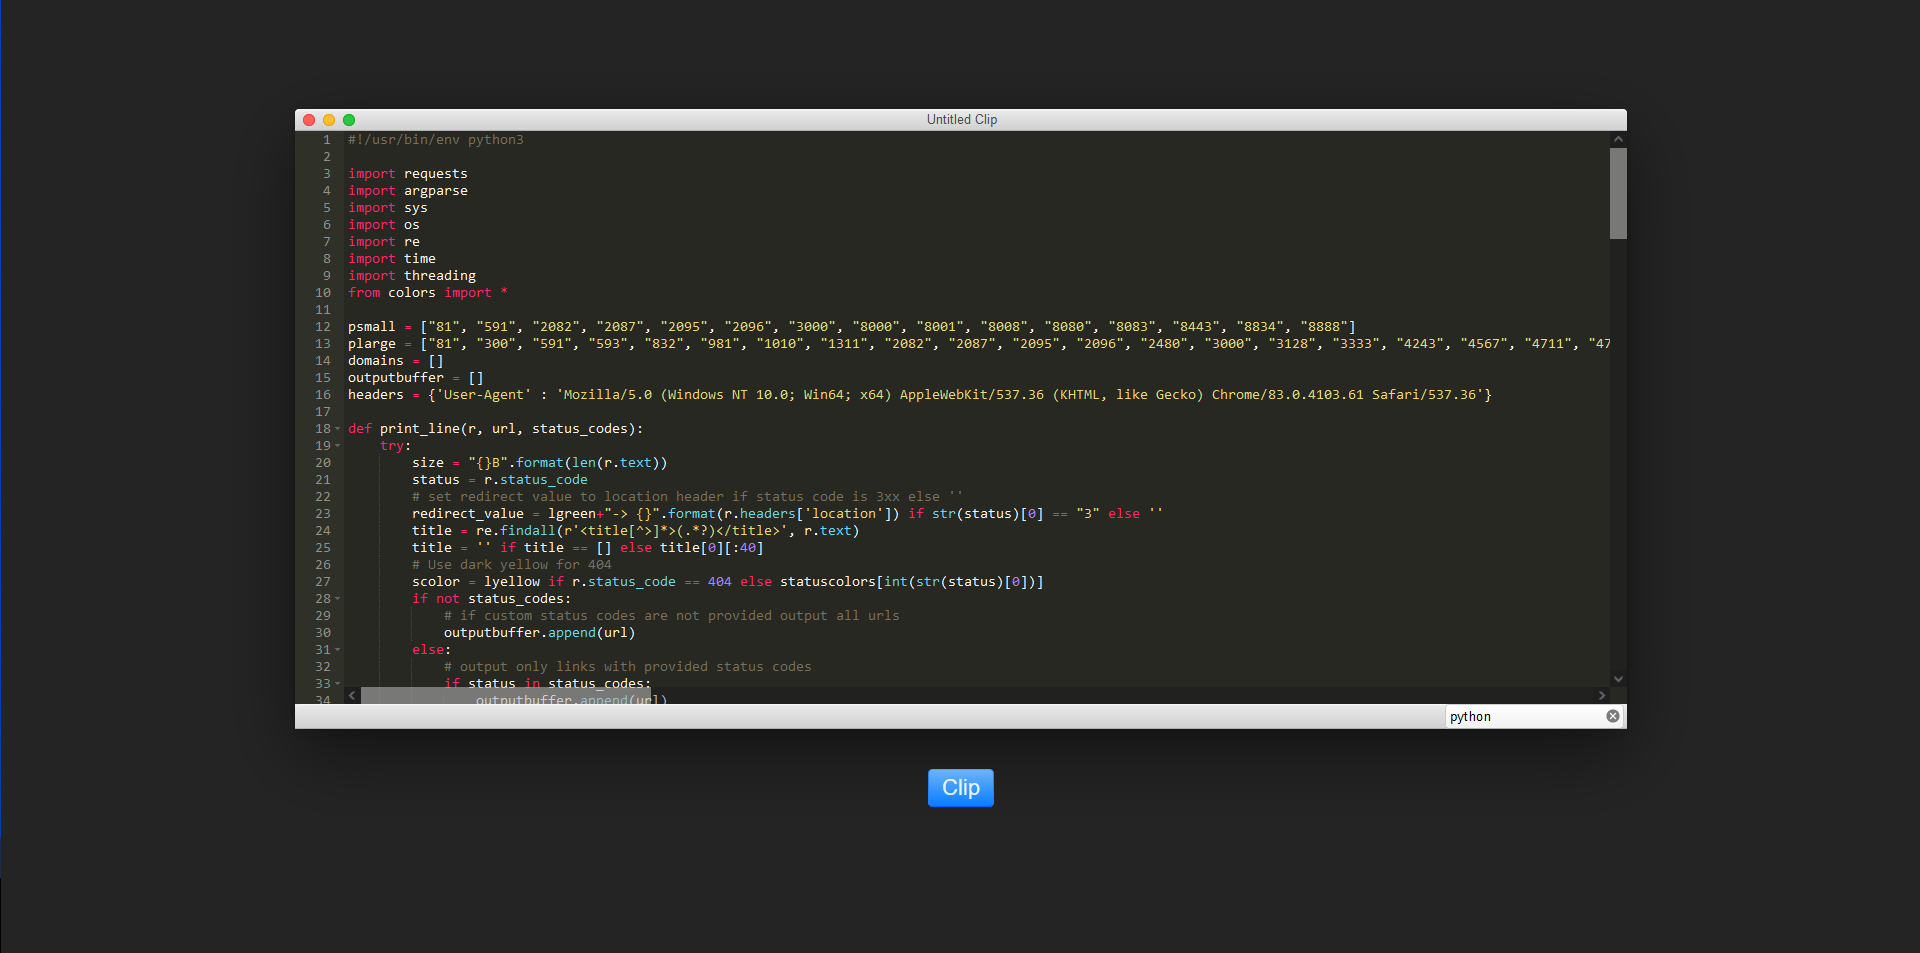 Untitled Clip
1 #!/usr/bin/env python3
2
3 import requests
4 import argparse
5 import sys
6 import os
7 import re
8 import time
9 import threading
10 from colors import *
11
12 psmall = ["81", "591", "2082", "2087", "2095", "2096", "3000", "8000", "8001", "8008", "8080", "8083", "8443", "8834", "8888"]
13 plarge = ["81", "300", "591", "593", "832", "981", "1010", "1311", "2082", "2087", "2095", "2096", "2480", "3000", "3128", "3333", "4243", "4567", "4711", "47
14 domains = []
15 outputbuffer = []
16 headers = {'User-Agent' : 'Mozilla/5.0 (Windows NT 10.0; Win64; x64) AppleWebKit/537.36 (KHTML, like Gecko) Chrome/83.0.4103.61 Safari/537.36'}
17
18 def print_line(r, url, status_codes):
19     try:
20         size = "{}B".format(len(r.text))
21         status = r.status_code
22         # set redirect value to location header if status code is 3xx else ''
23         redirect_value = lgreen+"-> {}".format(r.headers['location']) if str(status)[0] == "3" else ''
24         title = re.findall(r'<title[^>]*>(.*?)</title>', r.text)
25         title = '' if title == [] else title[0][:40]
26         # Use dark yellow for 404
27         scolor = lyellow if r.status_code == 404 else statuscolors[int(str(status)[0])]
28         if not status_codes:
29             # if custom status codes are not provided output all urls
30             outputbuffer.append(url)
31         else:
32             # output only links with provided status codes
33             if status in status_codes:
34                 outputbuffer.append(url)
python
Clip